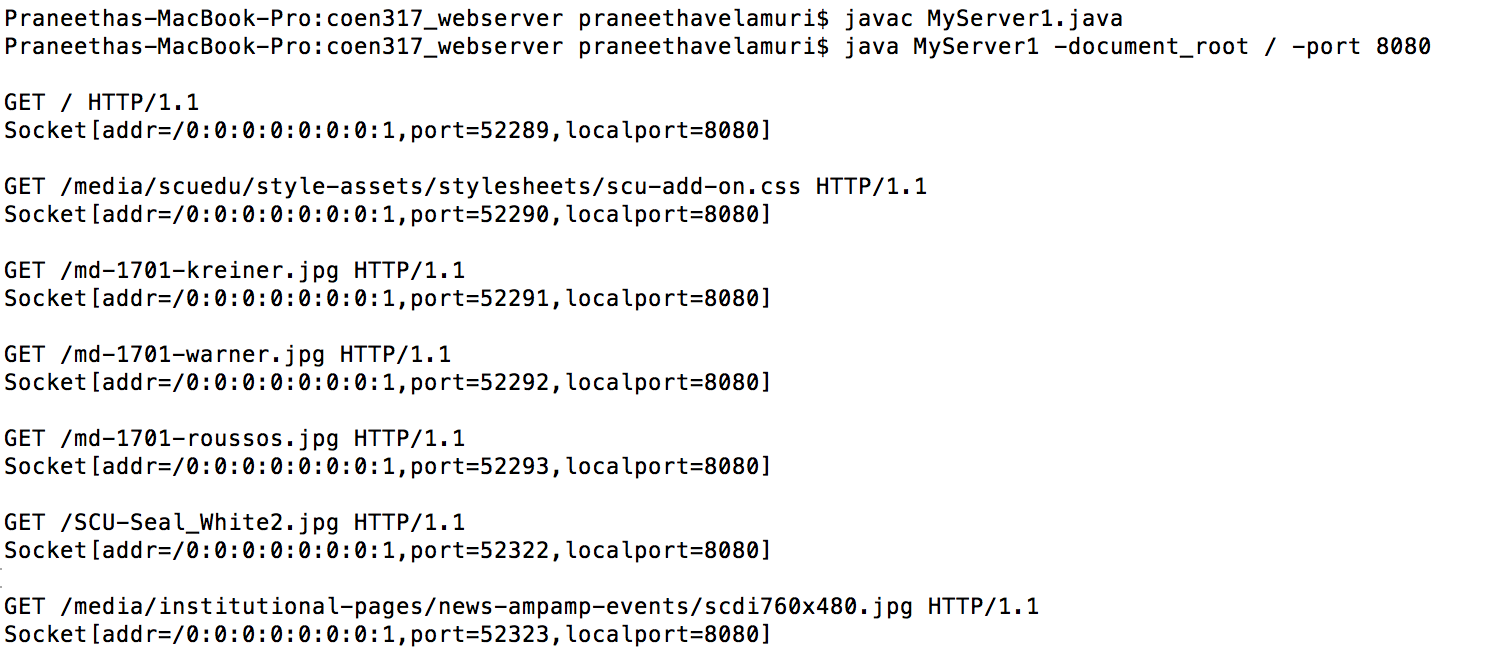 Praneethas-MacBook-Pro:coen317_webserver praneethavelamuri$ javac MyServer1.java
Praneethas-MacBook-Pro:coen317_webserver praneethavelamuri$ java MyServer1 -document_root / -port 8080
GET / HTTP/1.1
Socket[addr=/0:0:0:0:0:0:0:1,port=52289,localport=8080]
GET /media/scuedu/style-assets/stylesheets/scu-add-on.css HTTP/1.1
Socket[addr=/0:0:0:0:0:0:0:1,port=52290,localport=8080]
GET /md-1701-kreiner.jpg HTTP/1.1
Socket[addr=/0:0:0:0:0:0:0:1,port=52291,localport=8080]
GET /md-1701-warner.jpg HTTP/1.1
Socket[addr=/0:0:0:0:0:0:0:1,port=52292,localport=8080]
GET /md-1701-roussos.jpg HTTP/1.1
Socket[addr=/0:0:0:0:0:0:0:1,port=52293,localport=8080]
GET /SCU-Seal_White2.jpg HTTP/1.1
Socket[addr=/0:0:0:0:0:0:0:1,port=52322,localport=8080]
GET /media/institutional-pages/news-ampamp-events/scdi760x480.jpg HTTP/1.1
Socket[addr=/0:0:0:0:0:0:0:1,port=52323,localport=8080]